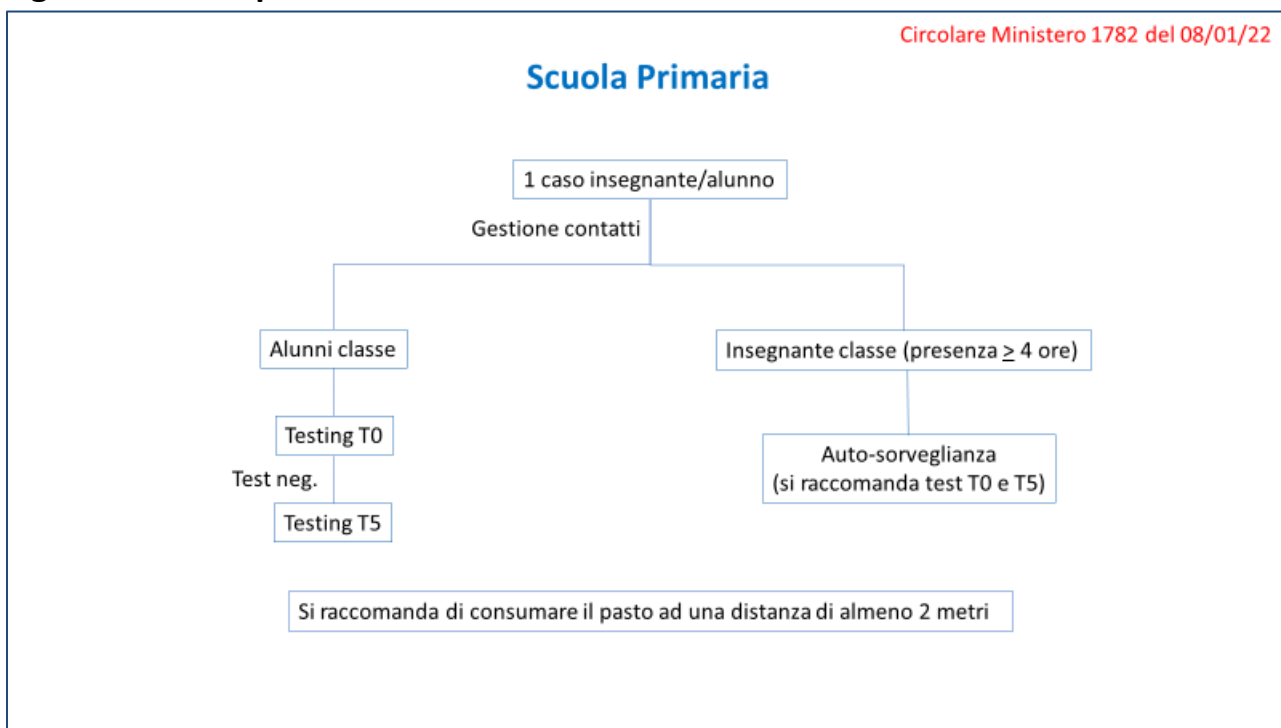 Circolare Ministero 1782 del 08/01/22
Scuola Primaria
1 caso insegnante/alunno
Gestione contatti
Alunni classe
Insegnante classe (presenza > 4 ore)
Testing T0
Auto-sorveglianza
(si raccomanda test T0 e T5)
Test neg.
Testing T5
Si raccomanda di consumare il pasto ad una distanza di almeno 2 metri